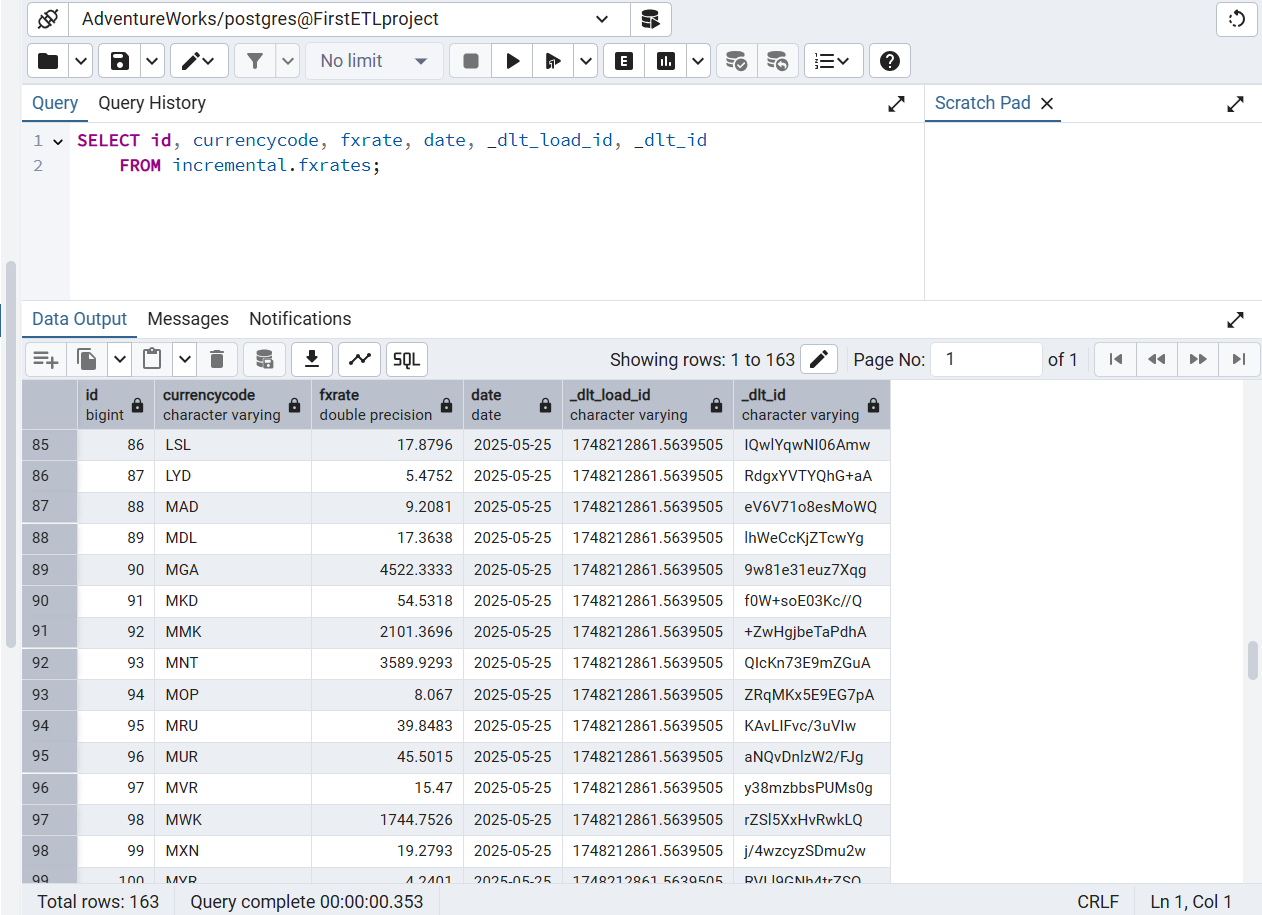 AdventureWorks/postgres@FirstETLproject
No limit
E
Query Query History
Scratch Pad
1 SELECT id, currencycode, fxrate, date, _dlt_load_id, _dlt_id
2 FROM incremental.fxrates;
Data Output Messages Notifications
SQL Showing rows: 1 to 163 Page No: 1 of 1
id currencycode fxrate date _dlt_load_id _dlt_id
bigint character varying double precision date character varying character varying
85 86 LSL 17.8796 2025-05-25 1748212861.5639505 IQwlYqwNI06Amw
86 87 LYD 5.4752 2025-05-25 1748212861.5639505 RdgxYVTYQhG+aA
87 88 MAD 9.2081 2025-05-25 1748212861.5639505 eV6V71o8esMoWQ
88 89 MDL 17.3638 2025-05-25 1748212861.5639505 lhWeCcKjZTcwYg
89 90 MGA 4522.3333 2025-05-25 1748212861.5639505 9w81e31euz7Xqg
90 91 MKD 54.5318 2025-05-25 1748212861.5639505 f0W+soE03Kc//Q
91 92 MMK 2101.3696 2025-05-25 1748212861.5639505 +ZwHgjbeTaPdhA
92 93 MNT 3589.9293 2025-05-25 1748212861.5639505 QIcKn73E9mZGuA
93 94 MOP 8.067 2025-05-25 1748212861.5639505 ZRqMKx5E9EG7pA
94 95 MRU 39.8483 2025-05-25 1748212861.5639505 KAvLIFvc/3uVIw
95 96 MUR 45.5015 2025-05-25 1748212861.5639505 aNQvDnlzW2/FJg
96 97 MVR 15.47 2025-05-25 1748212861.5639505 y38mzbbsPUMs0g
97 98 MWK 1744.7526 2025-05-25 1748212861.5639505 rZSl5XxHvRwkLQ
98 99 MXN 19.2793 2025-05-25 1748212861.5639505 j/4wzcyzSDmu2w
99 100 MYR 4.2401 2025-05-25 1748212861.5639505
Total rows: 163 Query complete 00:00:00.353 CRLF Ln 1, Col 1